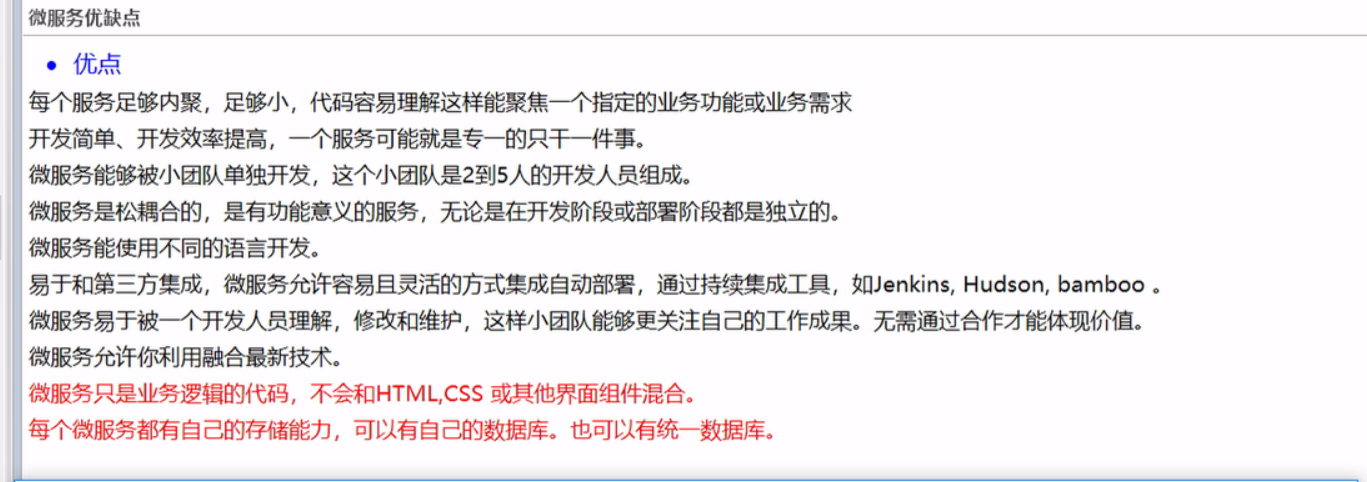 微服务优缺点
• 优点
每个服务足够内聚，足够小，代码容易理解这样能聚焦一个指定的业务功能或业务需求
开发简单、开发效率提高，一个服务可能就是专一的只干一件事。
微服务能够被小团队单独开发，这个小团队是2到5人的开发人员组成。
微服务是松耦合的，是有功能意义的服务，无论是在开发阶段或部署阶段都是独立的。
微服务能使用不同的语言开发。
易于和第三方集成，微服务允许容易且灵活的方式集成自动部署，通过持续集成工具，如Jenkins, Hudson, bamboo 。
微服务易于被一个开发人员理解，修改和维护，这样小团队能够更关注自己的工作成果。无需通过合作才能体现价值。
微服务允许你利用融合最新技术。
微服务只是业务逻辑的代码，不会和HTML,CSS 或其他界面组件混合。
每个微服务都有自己的存储能力，可以有自己的数据库。也可以有统一数据库。